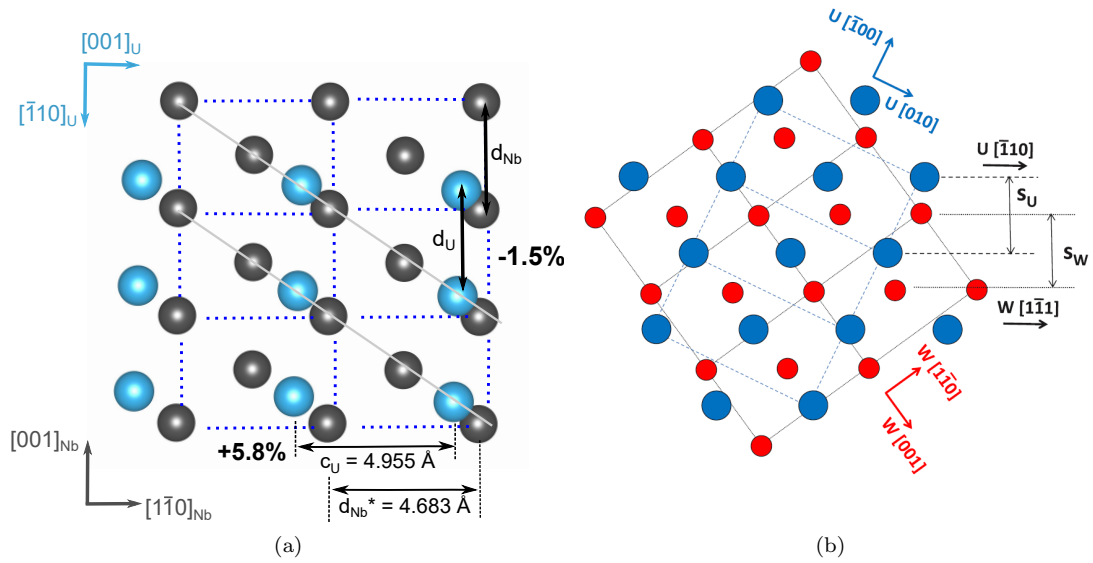 [001]U
[1̅10]U
dNb
dU
-1.5%
[001]Nb
+5.8%
cU = 4.955 Å
[11̅0]Nb
dNb* = 4.683 Å
(a)
U [1̅00]
U [010]
U [1̅10]
SU
SW
W [11̅1]
W [11̅0]
W [001]
(b)